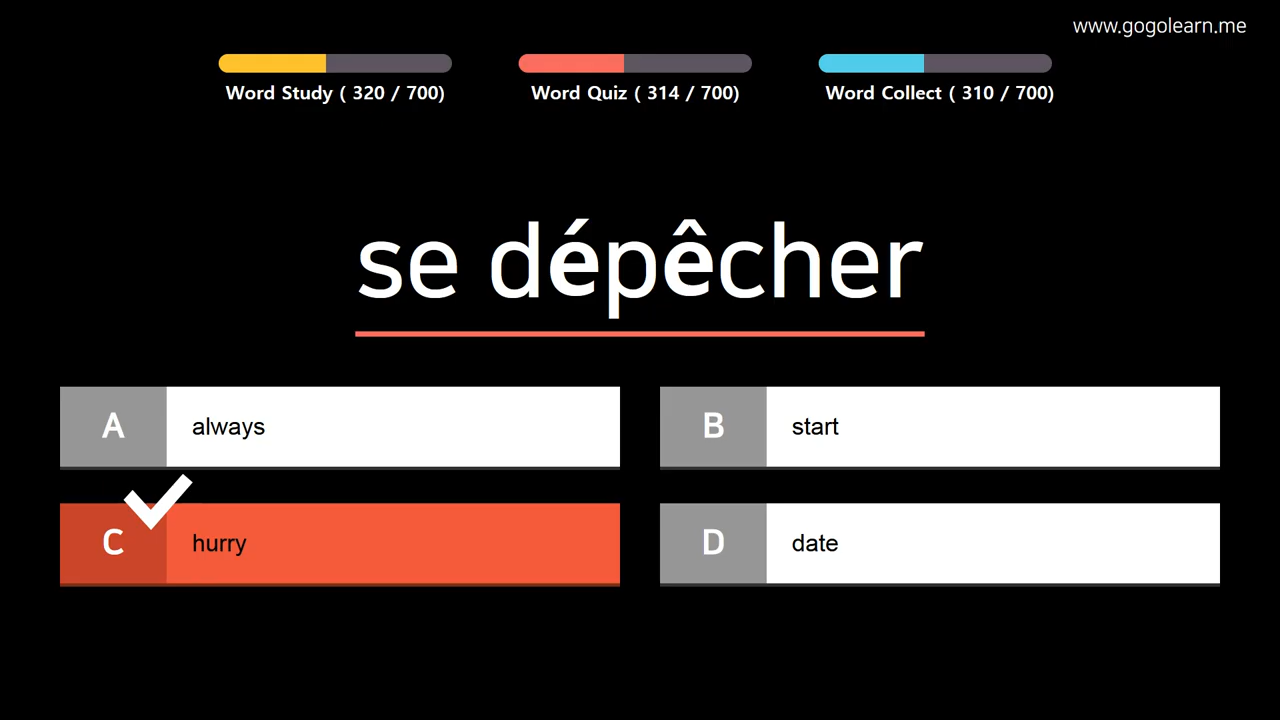 www.gogolearn.me
Word Study ( 320 / 700)
Word Quiz ( 314 / 700)
Word Collect ( 310 / 700)
se dépêcher
A always
B start
C hurry
D date